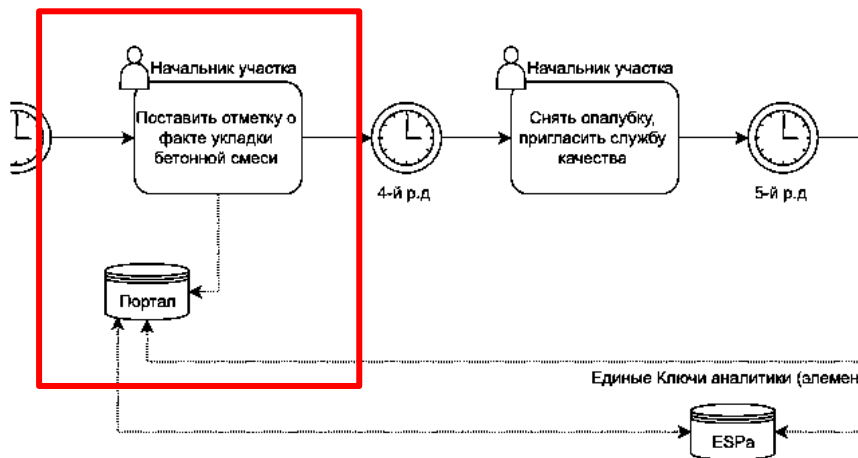 Начальник участка
Поставить отметку о
факте укладки
бетонной смеси
4-й р.д
Начальник участка
Снять опалубку,
пригласить службу
качества
5-й р.д
Портал
Единые Ключи аналитики (элемен
ESPa